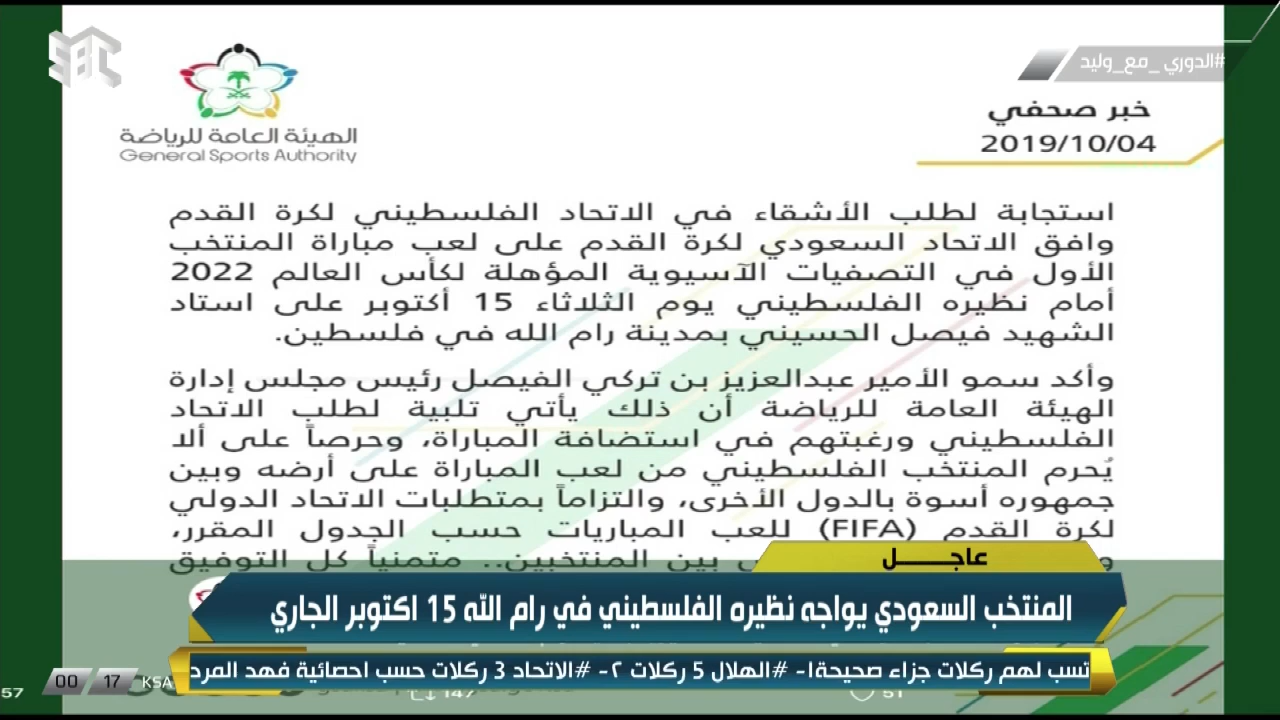 SBC
#الدوري_مع_وليد
الهيئة العامة للرياضة
General Sports Authority
خبر صحفي
2019/10/04
استجابة لطلب الأشقاء في الاتحاد الفلسطيني لكرة القدم
وافق الاتحاد السعودي لكرة القدم على لعب مباراة المنتخب
الأول في التصفيات الآسيوية المؤهلة لكأس العالم 2022
أمام نظيره الفلسطيني يوم الثلاثاء 15 أكتوبر على استاد
الشهيد فيصل الحسيني بمدينة رام الله في فلسطين.
وأكد سمو الأمير عبدالعزيز بن تركي الفيصل رئيس مجلس إدارة
الهيئة العامة للرياضة أن ذلك يأتي تلبية لطلب الاتحاد
الفلسطيني ورغبتهم في استضافة المباراة، وحرصاً على ألا
يُحرم المنتخب الفلسطيني من لعب المباراة على أرضه وبين
جمهوره أسوة بالدول الأخرى، والتزاماً بمتطلبات الاتحاد الدولي
لكرة القدم (FIFA) للعب المباريات حسب الجدول المقرر،
بين المنتخبين.. متمنياً كل التوفيق
عاجـــــل
المنتخب السعودي يواجه نظيره الفلسطيني في رام الله 15 اكتوبر الجاري
تسب لهم ركلات جزاء صحيحة١- #الهلال 5 ركلات ٢- #الاتحاد 3 ركلات حسب احصائية فهد المرد
00 17 KSA
57
147
51